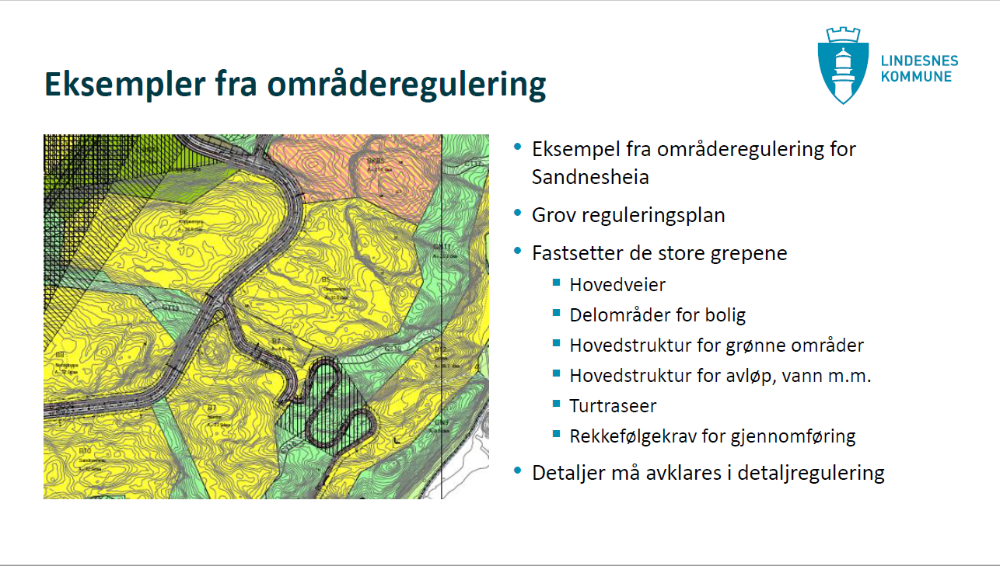 LINDESNES
KOMMUNE
Eksempler fra områderegulering
• Eksempel fra områderegulering for
Sandnesheia
• Grov reguleringsplan
• Fastsetter de store grepene
▪ Hovedveier
▪ Delområder for bolig
▪ Hovedstruktur for grønne områder
▪ Hovedstruktur for avløp, vann m.m.
▪ Turtraseer
▪ Rekkefølgekrav for gjennomføring
• Detaljer må avklares i detaljregulering
B6
B5
B7
B8
B7
B10